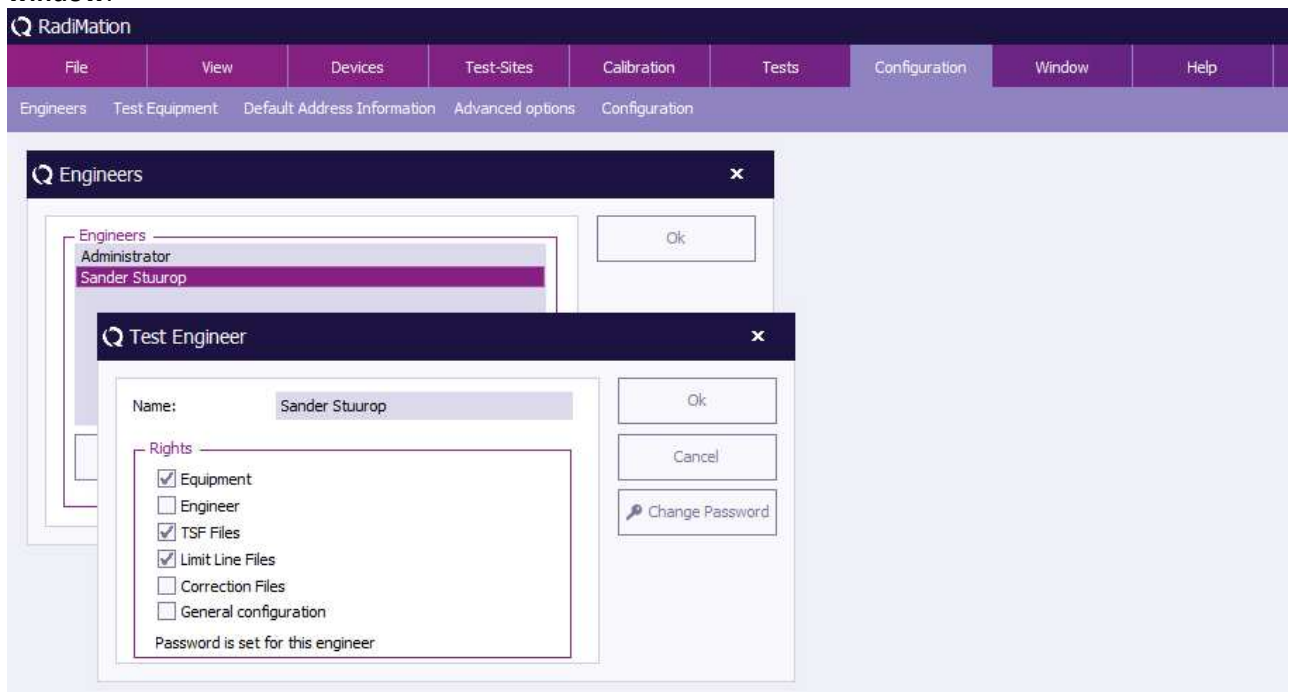 window.
RadiMation
File View Devices Test-Sites Calibration Tests Configuration Window Help
Engineers Test Equipment Default Address Information Advanced options Configuration
Engineers x
Engineers
Ok
Administrator
Sander Stuurop
Test Engineer x
Name: Sander Stuurop
Ok
Rights
Cancel
Equipment
Engineer
Change Password
TSF Files
Limit Line Files
Correction Files
General configuration
Password is set for this engineer